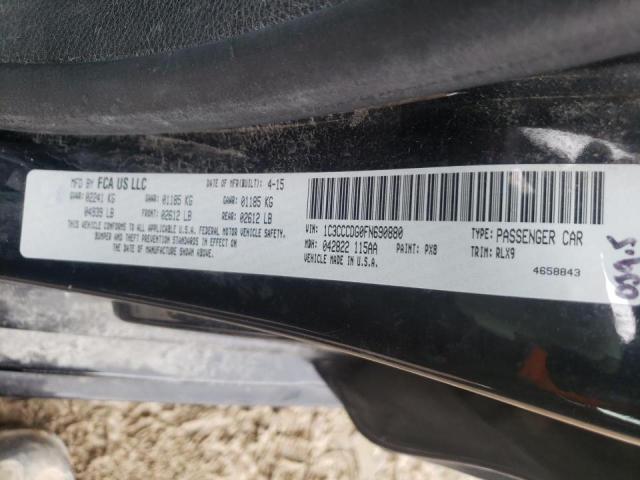 MFD BY FCA US LLC DATE OF MFR(BUILT): 4-15
GVWR: 02241 KG GAWR 01185 KG GAWR 01185 KG
04939 LB FRONT: 02612 LB REAR: 02612 LB
THIS VEHICLE CONFORMS TO ALL APPLICABLE U.S.A. FEDERAL MOTOR VEHICLE SAFETY,
BUMPER AND THEFT PREVENTION STANDARDS IN EFFECT ON
THE DATE OF MANUFACTURE SHOWN ABOVE.
VIN: 1C3CCCDG0FN690880 TYPE: PASSENGER CAR
MDH: 042822 115AA PAINT: PX8 TRIM: RLX9
VEHICLE MADE IN U.S.A.
4658843